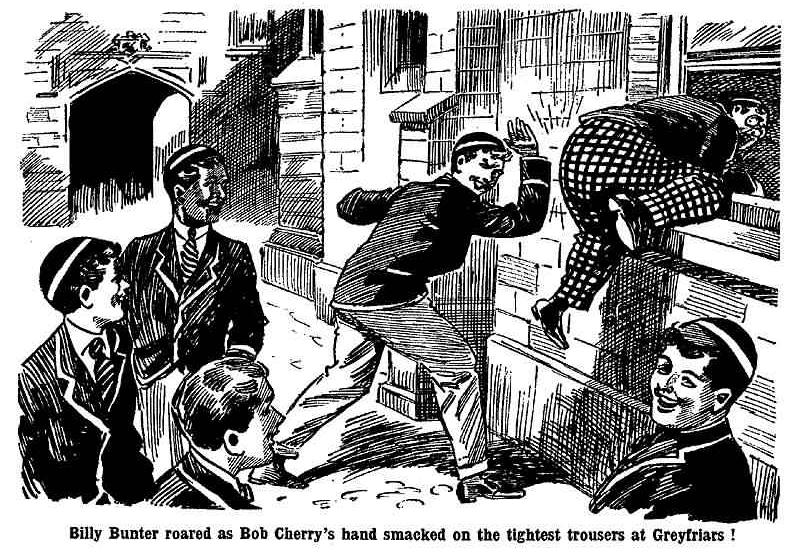 Billy Bunter roared as Bob Cherry's hand smacked on the tightest trousers at Greyfriars !